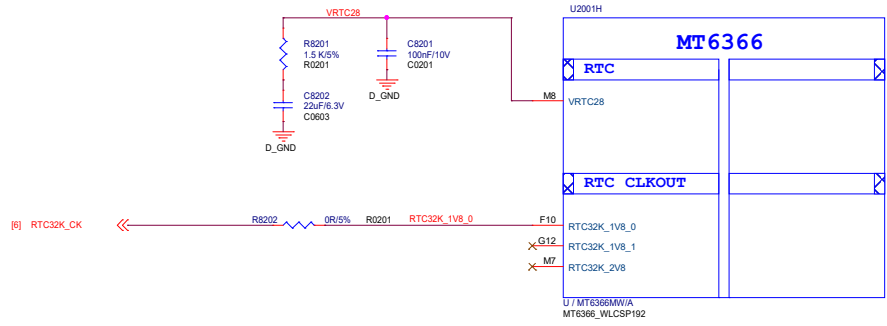 U2001H
VRTC28
MT6366
R8201
1.5 K/5%
R0201
C8201
100nF/10V
C0201
RTC
D_GND
C8202
22uF/6.3V
C0603
M8
VRTC28
D_GND
RTC CLKOUT
[6] RTC32K_CK
R8202
0R/5%
R0201
RTC32K_1V8_0
F10
RTC32K_1V8_0
G12
RTC32K_1V8_1
M7
RTC32K_2V8
U / MT6366MW/A
MT6366_WLCSP192